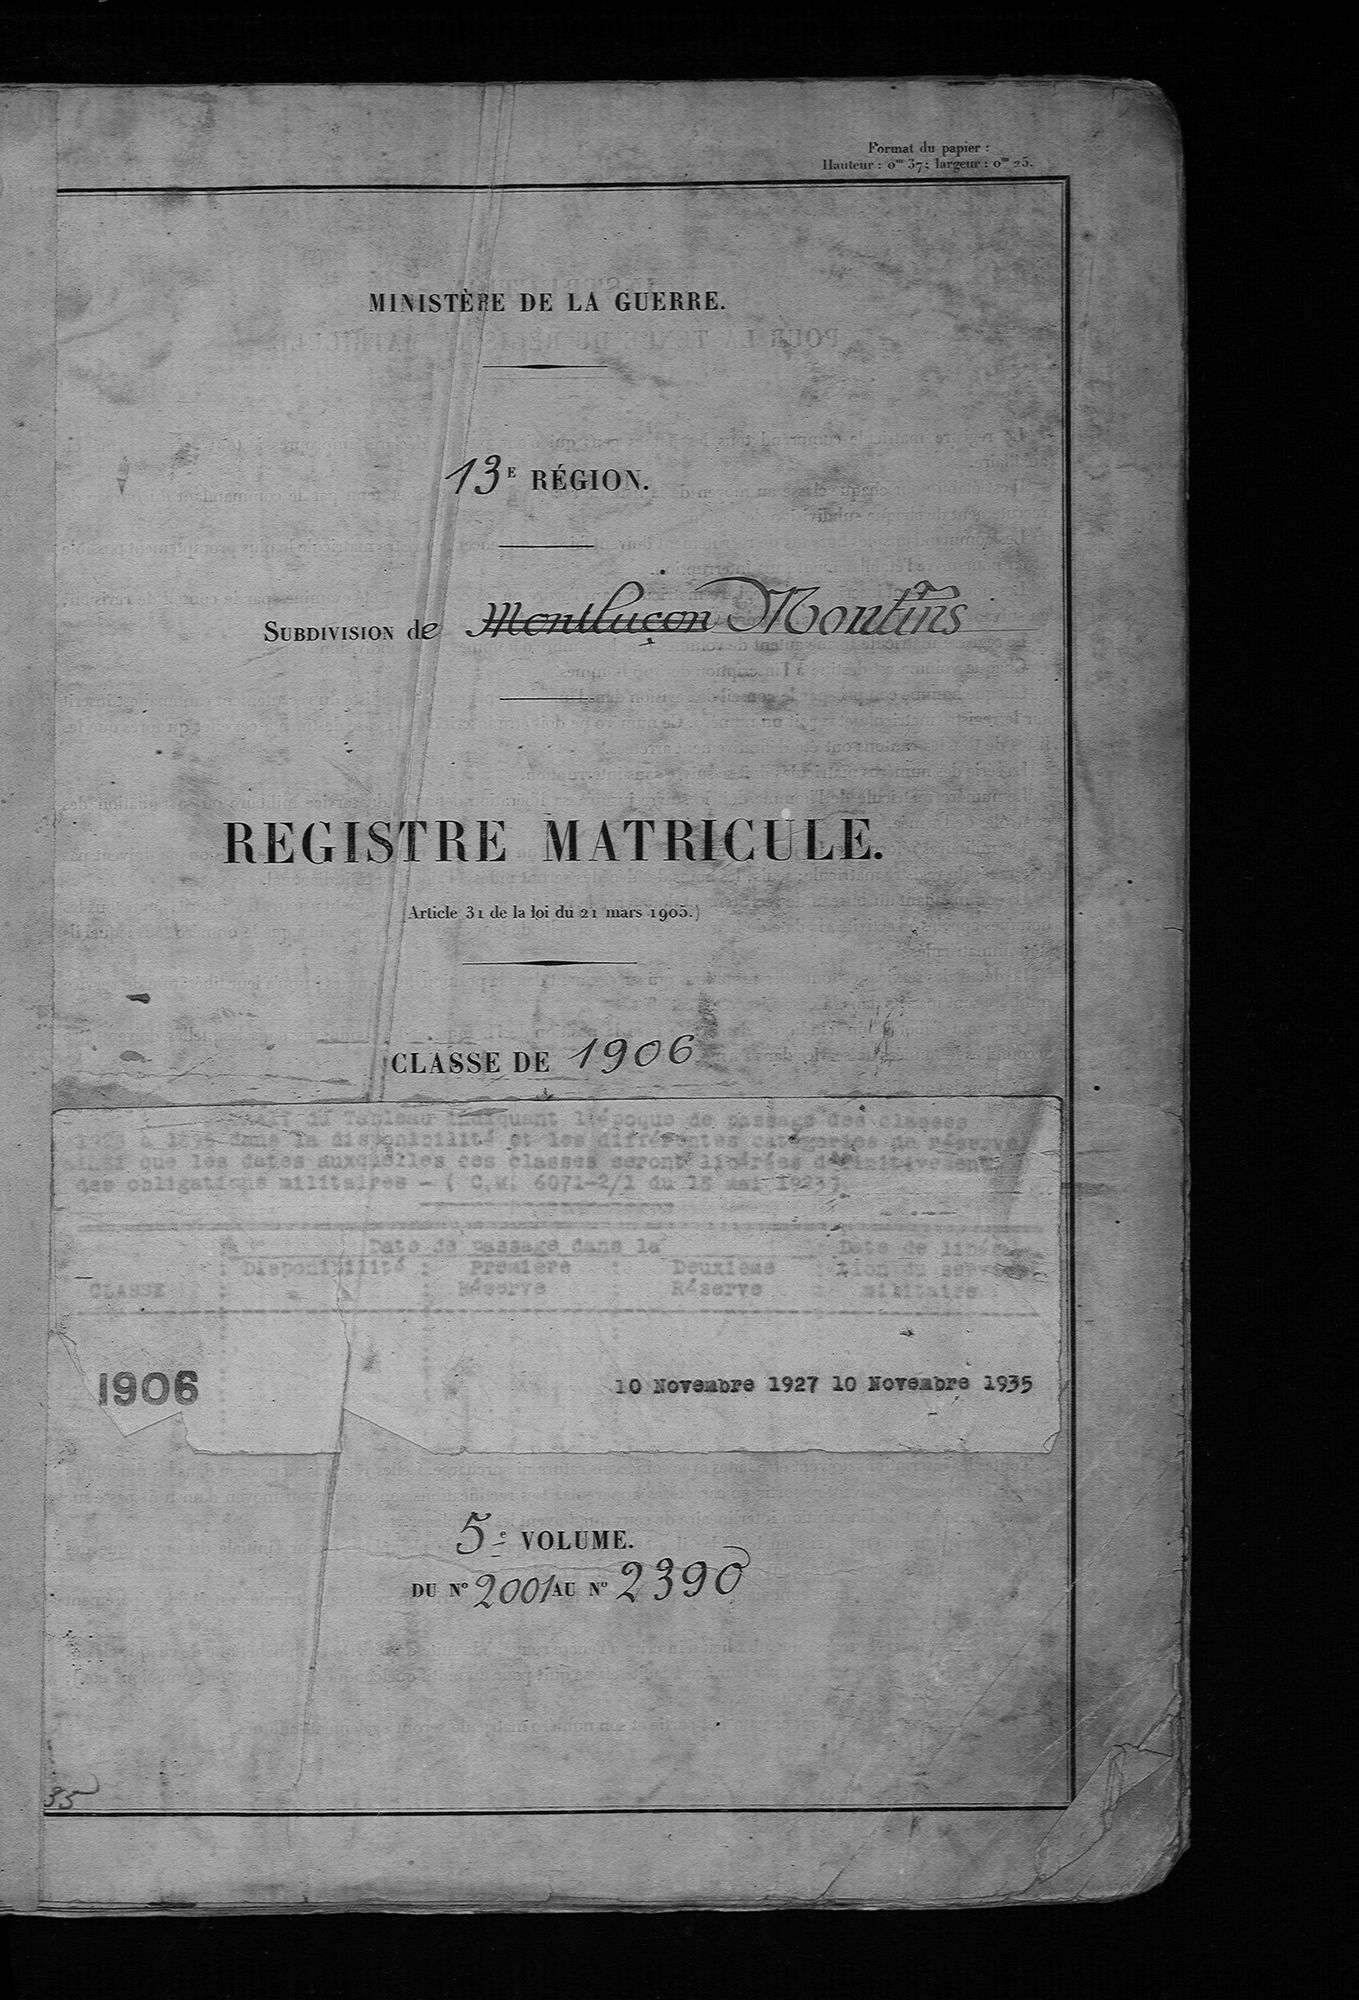 Format du papier :
Hauteur : 0ᵐ 37; largeur : 0ᵐ 25.
MINISTÈRE DE LA GUERRE.
13ᴱ RÉGION.
SUBDIVISION de Montluçon Moulins
REGISTRE MATRICULE.
(Article 31 de la loi du 21 mars 1905.)
CLASSE DE 1906
du Tableau indiquant l'époque de passage des classes
dans la disponibilité et les différentes catégories de réserve
ainsi que les dates auxquelles ces classes seront libérées définitivement
des obligations militaires - ( C.M. 6071-2/1 du 15 mai 1923).
Date de passage dans la Date de libéra-
Disponibilité : Première : Deuxième : tion du service
CLASSE : : Réserve : Réserve : militaire
1906 10 Novembre 1927 10 Novembre 1935
5e VOLUME.
DU Nº 2001 AU Nº 2390
35